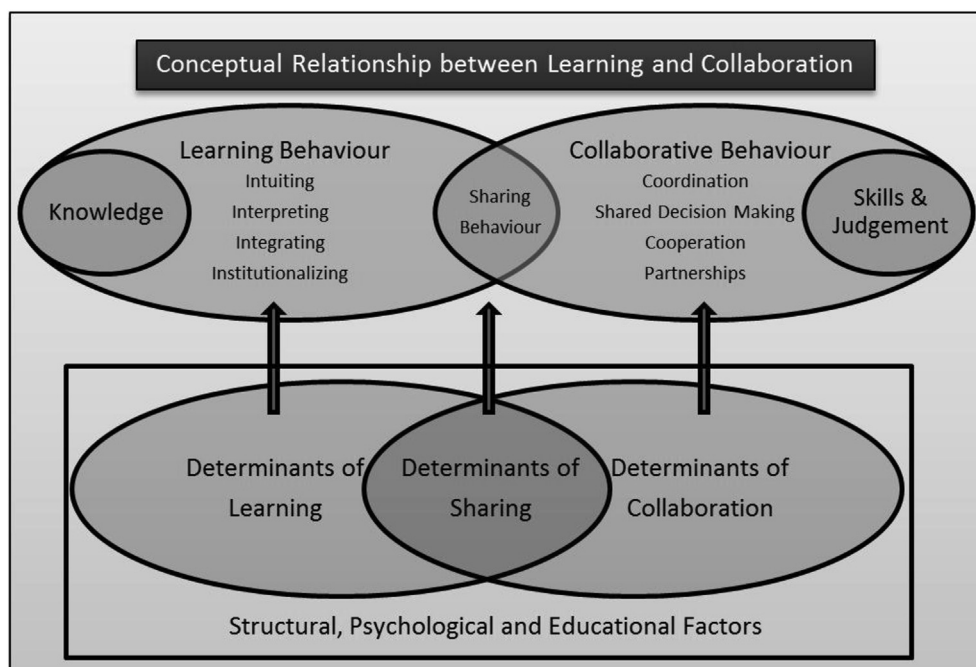 Conceptual Relationship between Learning and Collaboration
Learning Behaviour
Intuiting
Interpreting
Integrating
Institutionalizing
Knowledge
Sharing
Behaviour
Collaborative Behaviour
Coordination
Shared Decision Making
Cooperation
Partnerships
Skills &
Judgement
Determinants of
Learning
Determinants of
Sharing
Determinants of
Collaboration
Structural, Psychological and Educational Factors